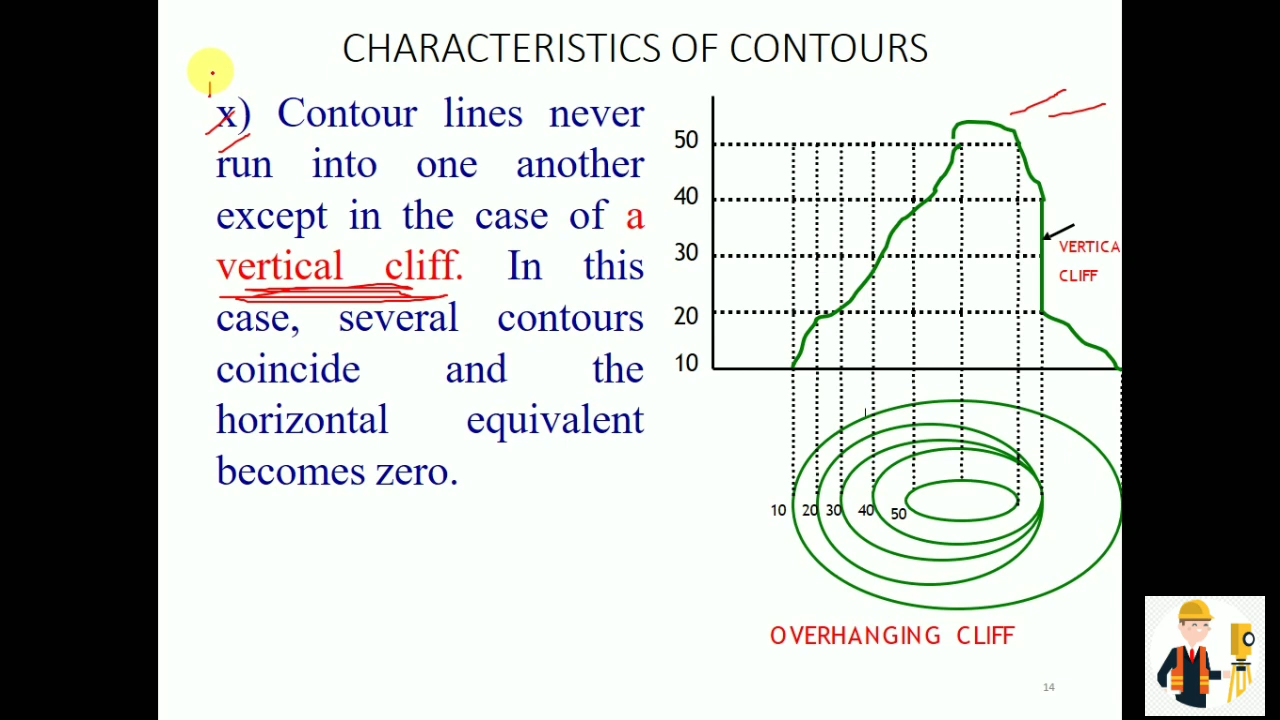 CHARACTERISTICS OF CONTOURS
x) Contour lines never
run into one another
except in the case of a
vertical cliff. In this
case, several contours
coincide and the
horizontal equivalent
becomes zero.
50
40
30
20
10
VERTICA
CLIFF
10 20 30 40 50
OVERHANGING CLIFF
14